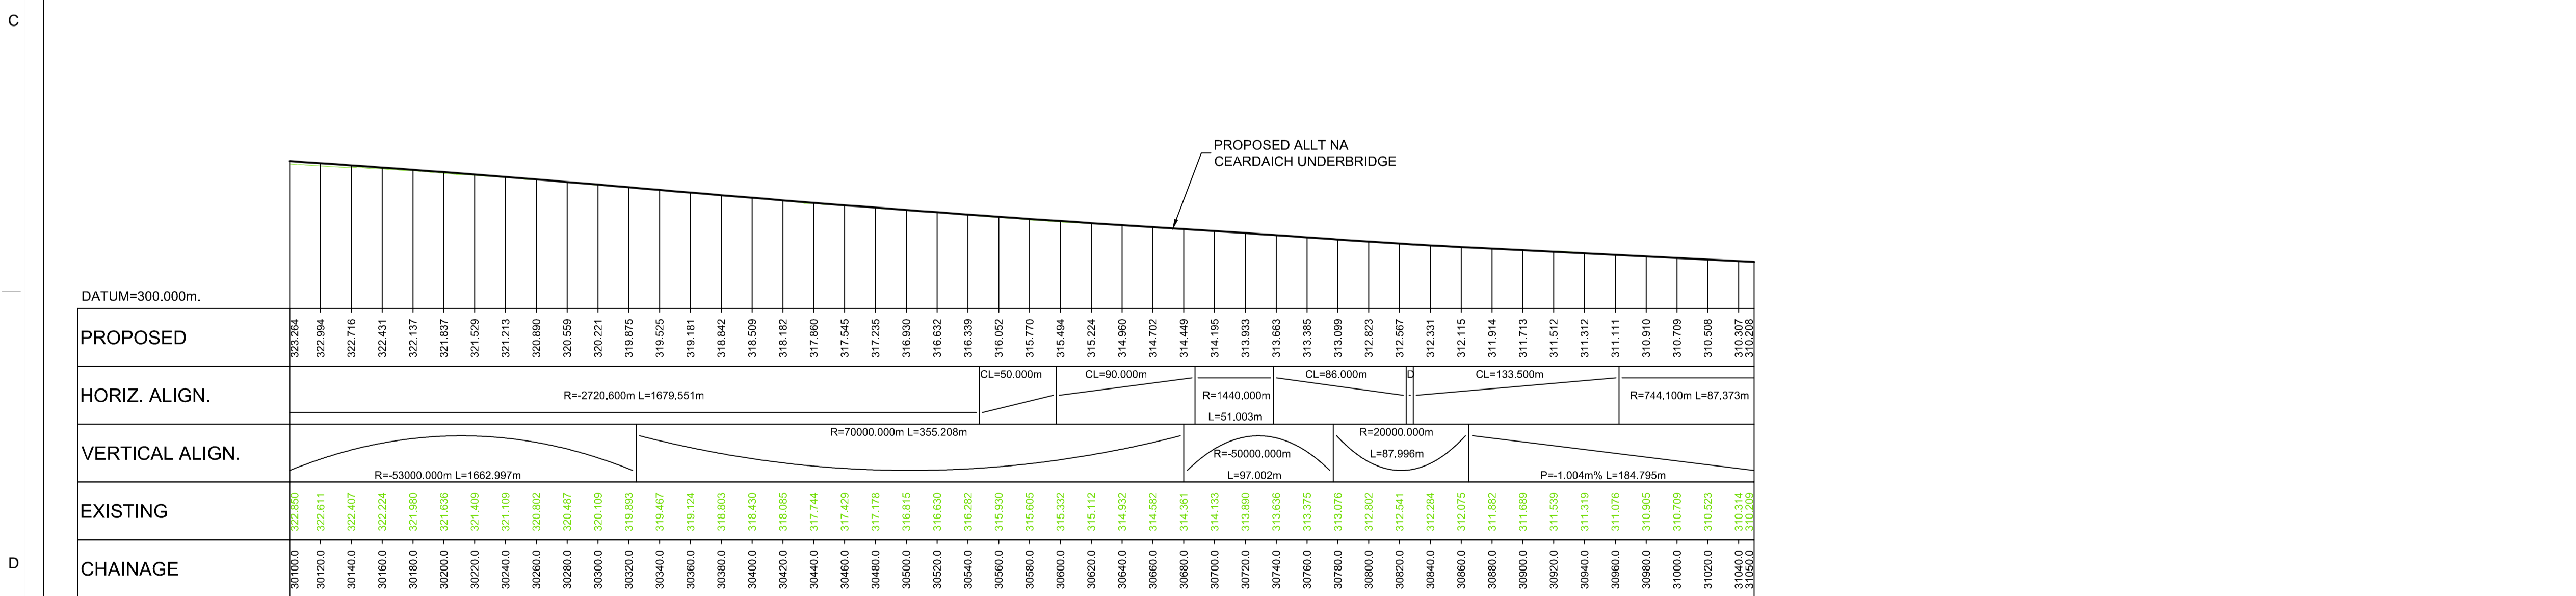 C
PROPOSED ALLT NA
CEARDAICH UNDERBRIDGE
DATUM=300.000m.
PROPOSED
323.264 322.994 322.716 322.431 322.137 321.837 321.529 321.213 320.890 320.559 320.221 319.875 319.525 319.181 318.842 318.509 318.182 317.860 317.545 317.235 316.930 316.632 316.339 316.052 315.770 315.494 315.224 314.960 314.702 314.449 314.195 313.933 313.663 313.385 313.099 312.823 312.567 312.331 312.115 311.914 311.713 311.512 311.312 311.111 310.910 310.709 310.508 310.307 310.208
HORIZ. ALIGN.
R=-2720.600m L=1679.551m
CL=50.000m
CL=90.000m
R=1440.000m
L=51.003m
CL=86.000m
D
CL=133.500m
R=744.100m L=87.373m
VERTICAL ALIGN.
R=-53000.000m L=1662.997m
R=70000.000m L=355.208m
R=-50000.000m
L=97.002m
R=20000.000m
L=87.996m
P=-1.004m% L=184.795m
EXISTING
322.850 322.611 322.407 322.224 321.980 321.636 321.409 321.109 320.802 320.487 320.109 319.893 319.467 319.124 318.803 318.430 318.085 317.744 317.429 317.178 316.815 316.630 316.282 315.930 315.605 315.332 315.112 314.932 314.582 314.361 314.133 313.890 313.636 313.375 313.076 312.802 312.541 312.284 312.075 311.882 311.689 311.539 311.319 311.076 310.905 310.709 310.523 310.314 310.209
D
CHAINAGE
30100.0 30120.0 30140.0 30160.0 30180.0 30200.0 30220.0 30240.0 30260.0 30280.0 30300.0 30320.0 30340.0 30360.0 30380.0 30400.0 30420.0 30440.0 30460.0 30480.0 30500.0 30520.0 30540.0 30560.0 30580.0 30600.0 30620.0 30640.0 30660.0 30680.0 30700.0 30720.0 30740.0 30760.0 30780.0 30800.0 30820.0 30840.0 30860.0 30880.0 30900.0 30920.0 30940.0 30960.0 30980.0 31000.0 31020.0 31040.0 31050.0